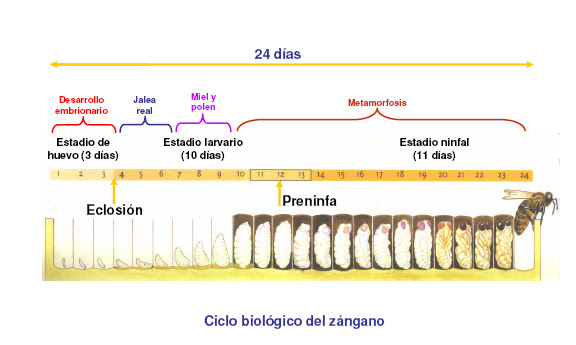 24 días
Desarrollo
embrionario
Jalea
real
Miel y
polen
Metamorfosis
Estadio de
huevo (3 días)
Estadio larvario
(10 días)
Estadio ninfal
(11 días)
1 2 3 4 5 6 7 8 9 10 11 12 13 14 15 16 17 18 19 20 21 22 23 24
Eclosión
Preninfa
Ciclo biológico del zángano